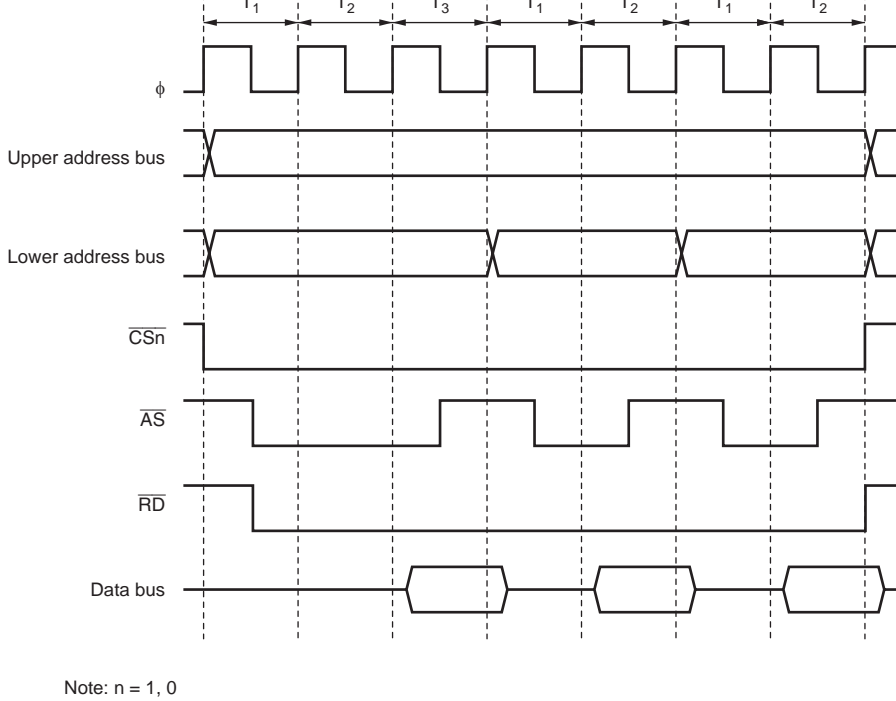 T1 T2 T3 T1 T2 T1 T2
φ
Upper address bus
Lower address bus
CSn
AS
RD
Data bus
Note: n = 1, 0